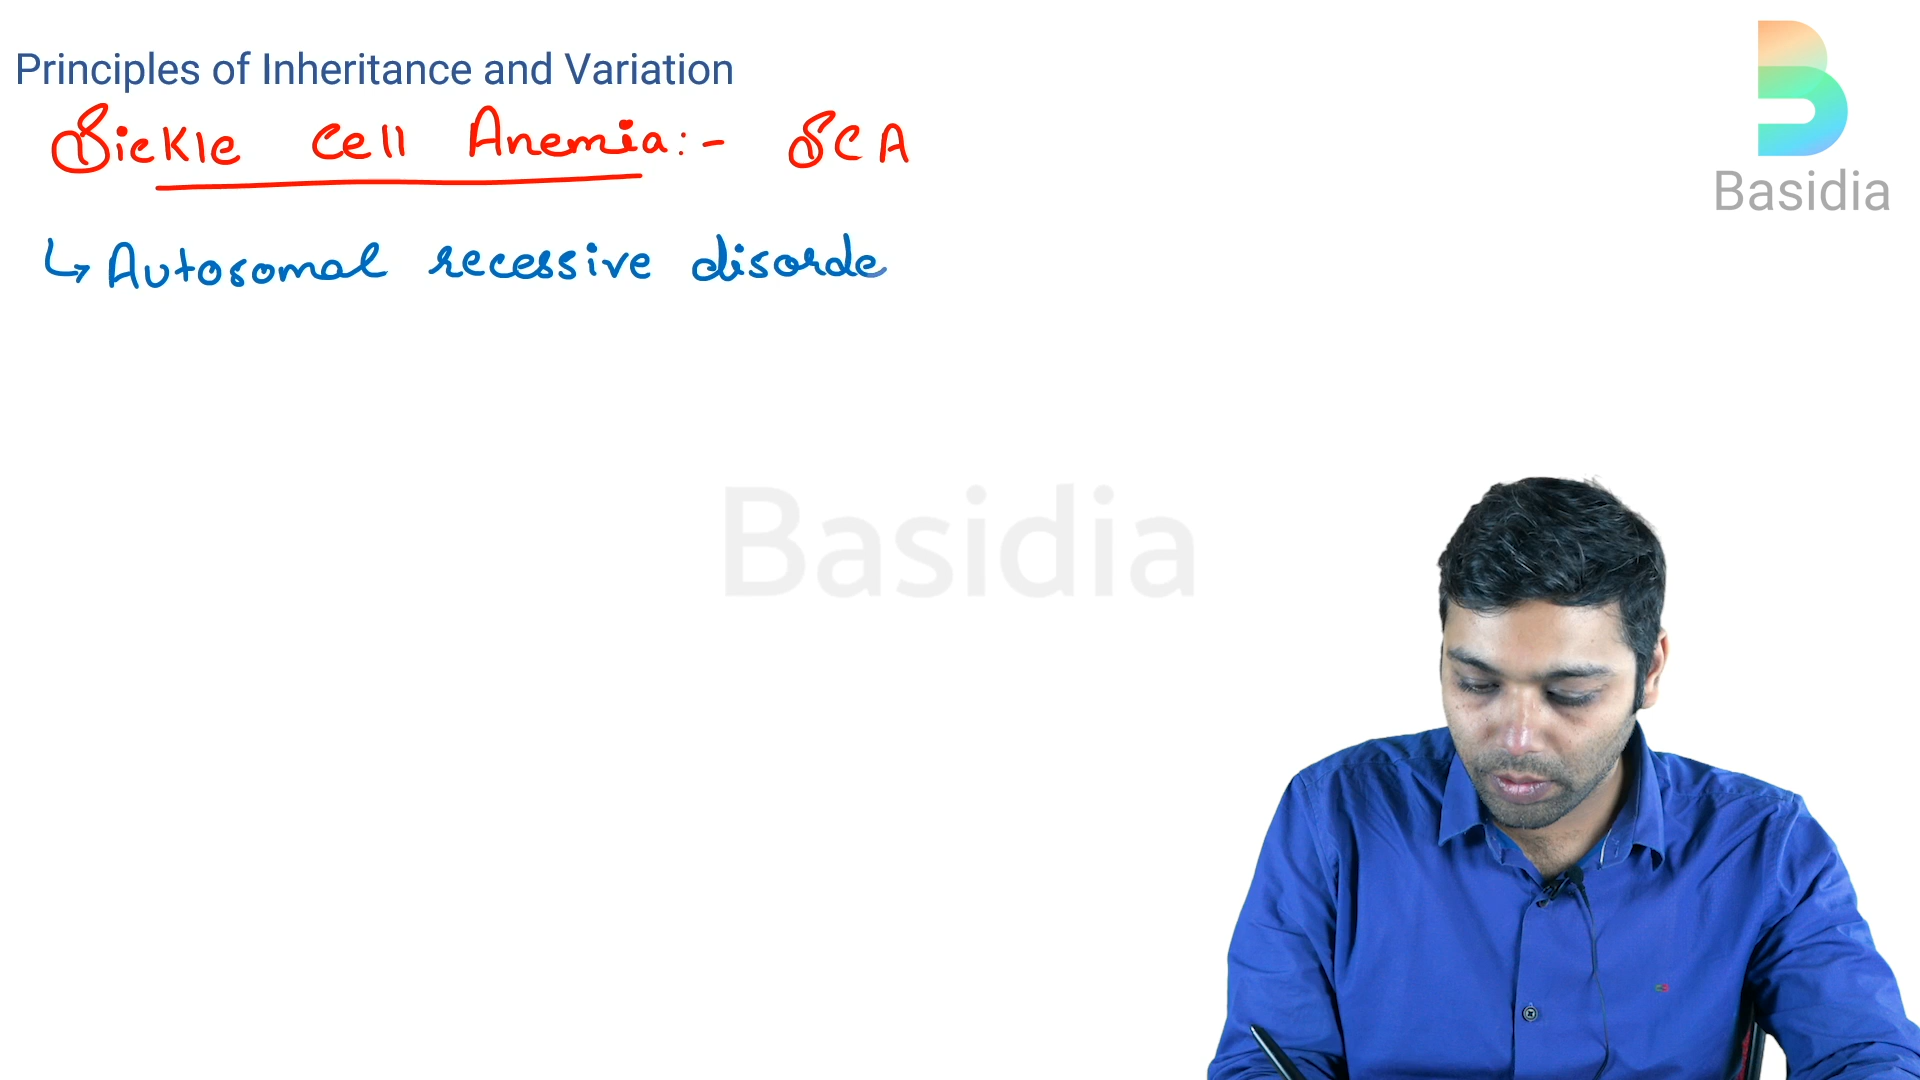 Principles of Inheritance and Variation
Sickle Cell Anemia:- SCA
↳ Autosomal recessive disorde
Basidia
Basidia